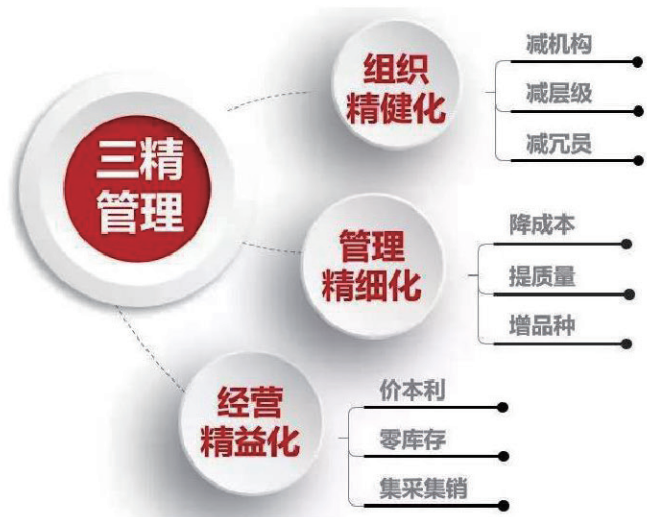 三精
管理
组织
精健化
减机构
减层级
减冗员
管理
精细化
降成本
提质量
增品种
经营
精益化
价本利
零库存
集采集销